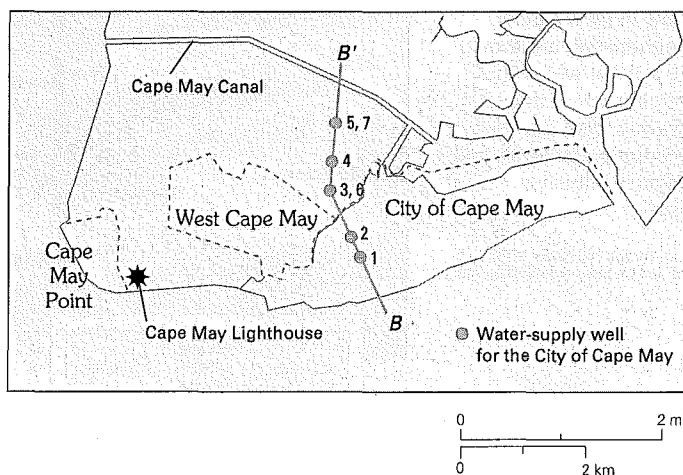 B'
Cape May Canal
5, 7
4
3, 6
West Cape May
City of Cape May
2
1
Cape
May
Point
Cape May Lighthouse
B
Water-supply well
for the City of Cape May
0
2 m
0
2 km